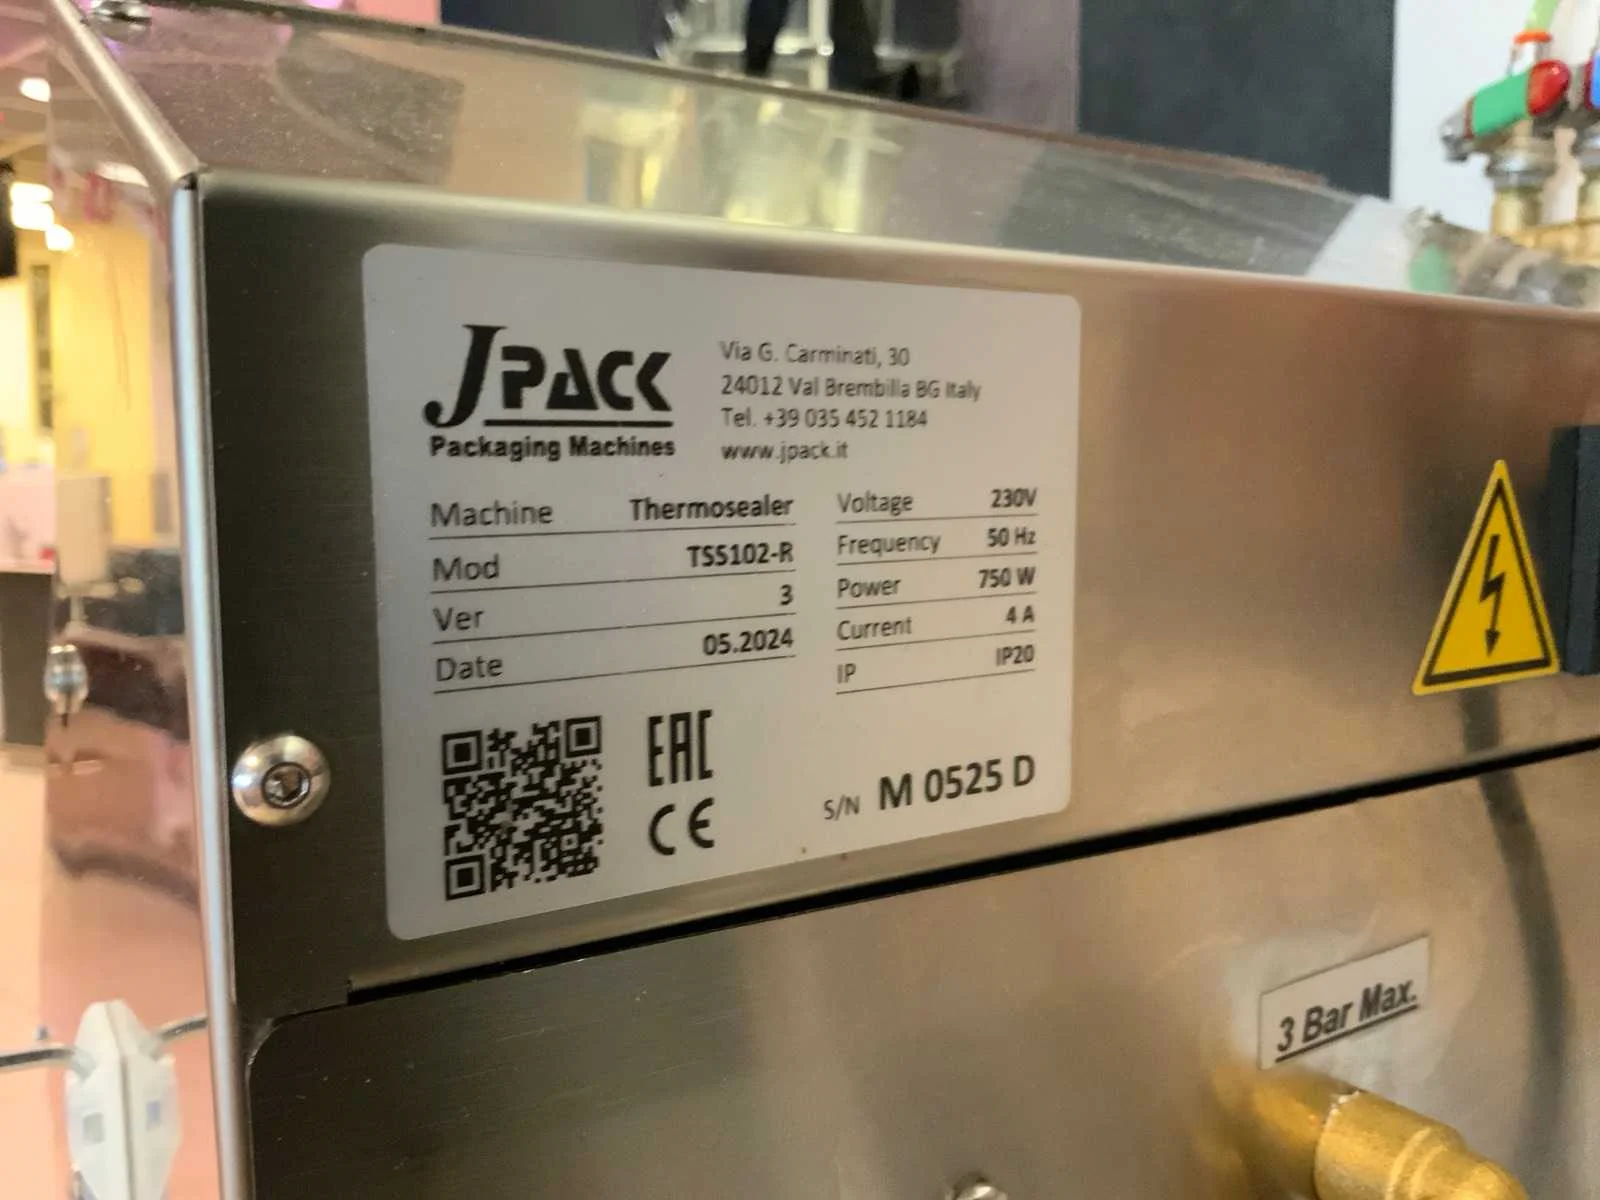 JPACK
Packaging Machines
Via G. Carminati, 30
24012 Val Brembilla BG Italy
Tel. +39 035 452 1184
www.jpack.it
Machine Thermosealer
Mod TSS102-R
Ver 3
Date 05.2024
Voltage 230V
Frequency 50 Hz
Power 750 W
Current 4 A
IP IP20
EAC
CE
S/N M 0525 D
3 Bar Max.